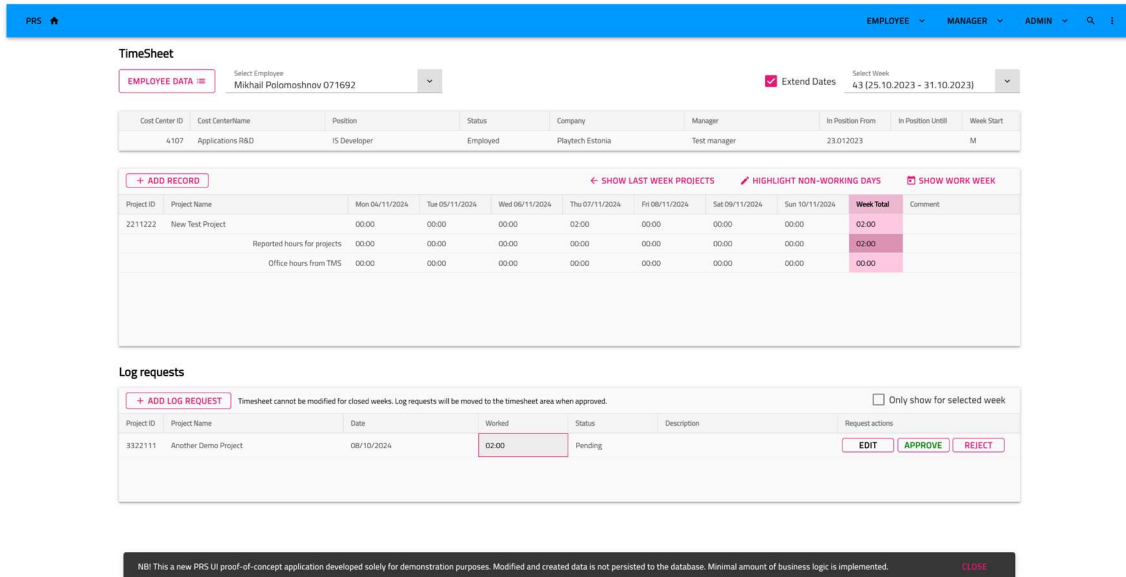 PRS EMPLOYEE MANAGER ADMIN
TimeSheet
EMPLOYEE DATA Select Employee Mikhail Polomoshnov 071692 Extend Dates Select Week 43 (25.10.2023 - 31.10.2023)
Cost Center ID Cost CenterName Position Status Company Manager In Position From In Position Untill Week Start
4107 Applications R&D IS Developer Employed Playtech Estonia Test manager 23.012023 M
+ ADD RECORD SHOW LAST WEEK PROJECTS HIGHLIGHT NON-WORKING DAYS SHOW WORK WEEK
Project ID Project Name Mon 04/11/2024 Tue 05/11/2024 Wed 06/11/2024 Thu 07/11/2024 Fri 08/11/2024 Sat 09/11/2024 Sun 10/11/2024 Week Total Comment
2211222 New Test Project 00:00 00:00 00:00 02:00 00:00 00:00 00:00 02:00
Reported hours for projects 00:00 00:00 00:00 00:00 00:00 00:00 00:00 02:00
Office hours from TMS 00:00 00:00 00:00 00:00 00:00 00:00 00:00 00:00
Log requests
+ ADD LOG REQUEST Timesheet cannot be modified for closed weeks. Log requests will be moved to the timesheet area when approved. Only show for selected week
Project ID Project Name Date Worked Status Description Request actions
3322111 Another Demo Project 08/10/2024 02:00 Pending EDIT APPROVE REJECT
NB! This a new PRS UI proof-of-concept application developed solely for demonstration purposes. Modified and created data is not persisted to the database. Minimal amount of business logic is implemented. CLOSE